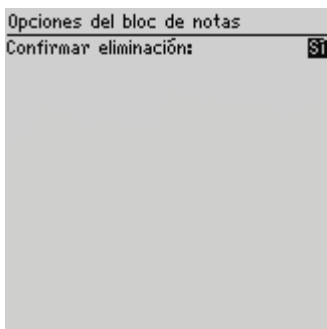 Opciones del bloc de notas
Confirmar eliminación: Sí